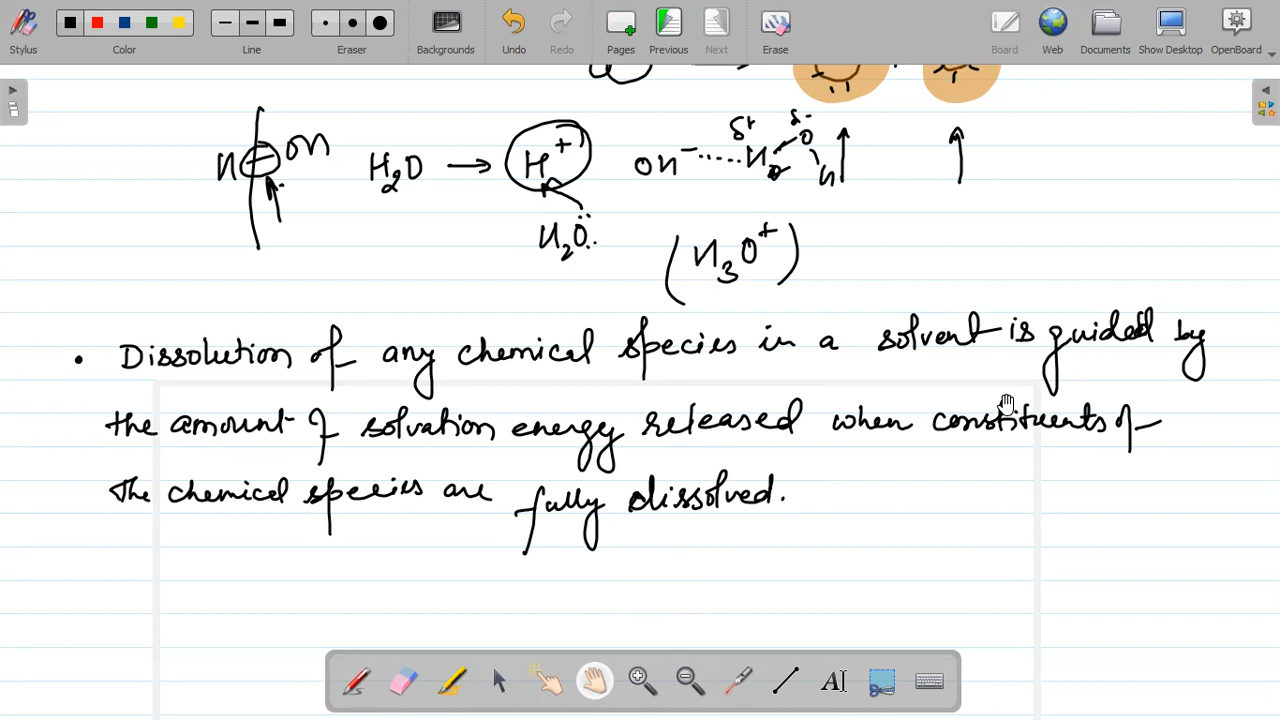 Stylus Color Line Eraser Backgrounds Undo Redo Pages Previous Next Erase Board Web Documents Show Desktop OpenBoard
H OH H2O → H+ OH- δ+ H δ- O H
H2O
(H3O+)
• Dissolution of any chemical species in a solvent is guided by
the amount of solvation energy released when constituents of
the chemical species are fully dissolved.